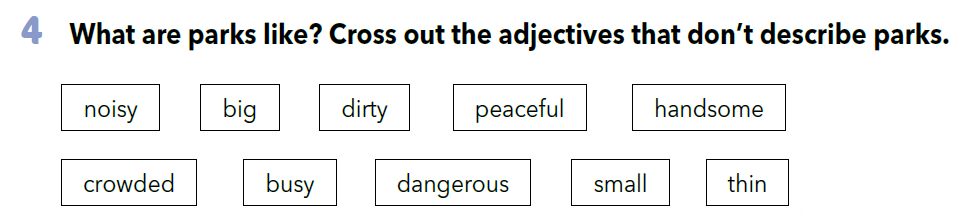 4 What are parks like? Cross out the adjectives that don't describe parks.
noisy big dirty peaceful handsome
crowded busy dangerous small thin